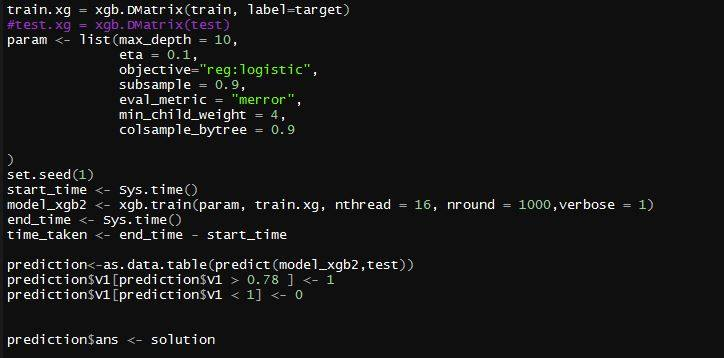 train.xg = xgb.DMatrix(train, label=target)
#test.xg = xgb.DMatrix(test)
param <- list(max_depth = 10,
eta = 0.1,
objective="reg:logistic",
subsample = 0.9,
eval_metric = "merror",
min_child_weight = 4,
colsample_bytree = 0.9
)
set.seed(1)
start_time <- Sys.time()
model_xgb2 <- xgb.train(param, train.xg, nthread = 16, nround = 1000,verbose = 1)
end_time <- Sys.time()
time_taken <- end_time - start_time
prediction<-as.data.table(predict(model_xgb2,test))
prediction$V1[prediction$V1 > 0.78 ] <- 1
prediction$V1[prediction$V1 < 1] <- 0
prediction$ans <- solution